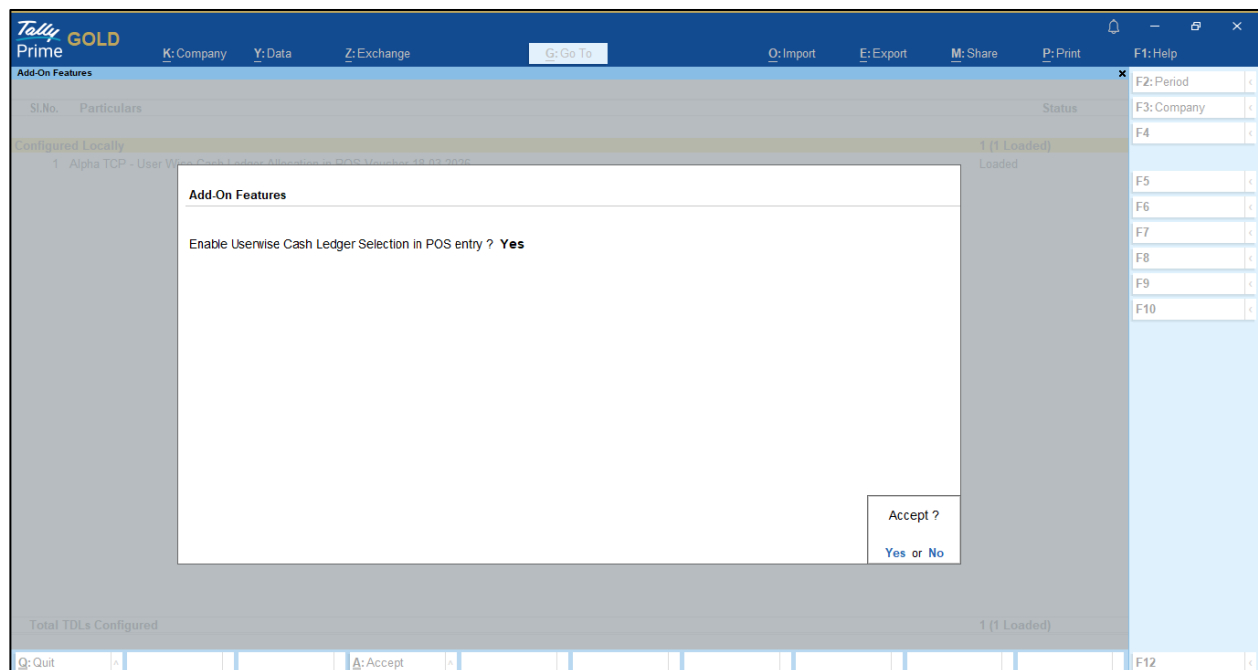 Tally
Prime GOLD
K: Company Y: Data Z: Exchange G: Go To O: Import E: Export M: Share P: Print F1: Help
Add-On Features
F2: Period
Sl.No. Particulars Status
F3: Company
F4
Configured Locally 1 (1 Loaded)
1 Alpha TCP - User Wise Cash Ledger Allocation in POS Voucher 18.03.2026 Loaded
F5
Add-On Features
F6
F7
Enable Userwise Cash Ledger Selection in POS entry ? Yes
F8
F9
F10
Accept ?
Yes or No
Total TDLs Configured 1 (1 Loaded)
Q: Quit A: Accept F12